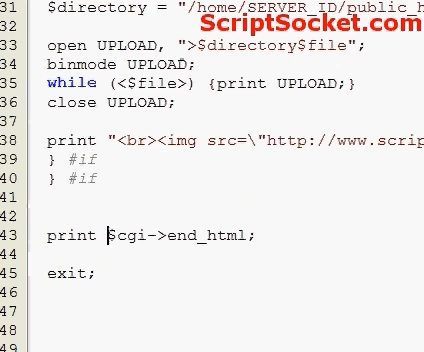 31 $directory = "/home/SERVER_ID/public_h
ScriptSocket.com
32
33 open UPLOAD, ">$directory$file";
34 binmode UPLOAD;
35 while (<$file>) {print UPLOAD;}
36 close UPLOAD;
37
38 print "<br><img src=\"http://www.scrip
39 } #if
40 } #if
41
42
43 print $cgi->end_html;
44
45 exit;
46
47
48
49